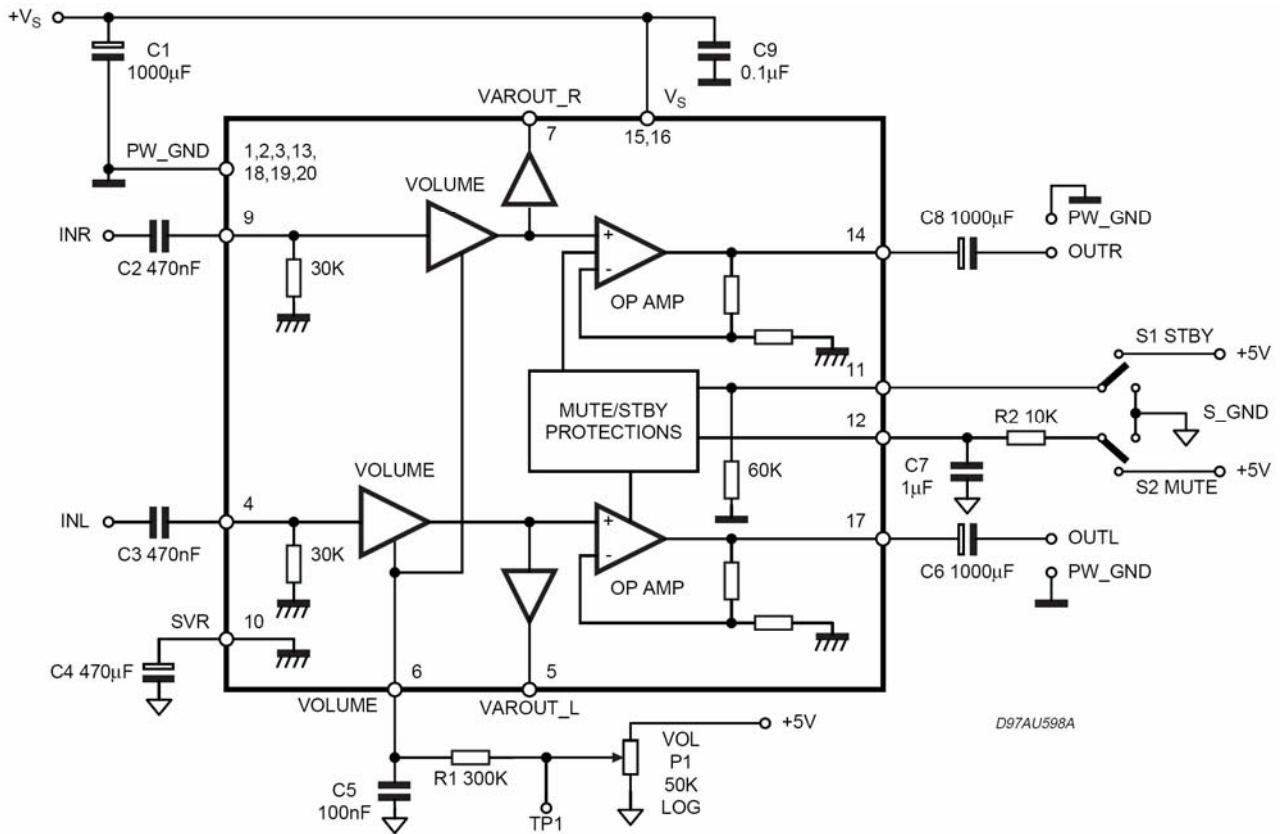 +VS
C1
1000µF
C9
0.1µF
VAROUT_R
VS
7
15,16
PW_GND
1,2,3,13,
18,19,20
VOLUME
INR
9
C2 470nF
30K
+
-
OP AMP
14
C8 1000µF
PW_GND
OUTR
S1 STBY
+5V
11
MUTE/STBY
PROTECTIONS
12
R2 10K
S_GND
60K
C7
1µF
S2 MUTE
+5V
VOLUME
INL
4
C3 470nF
30K
+
-
OP AMP
17
C6 1000µF
OUTL
PW_GND
SVR
10
C4 470µF
6
5
VOLUME
VAROUT_L
+5V
D97AU598A
R1 300K
VOL
P1
50K
LOG
C5
100nF
TP1